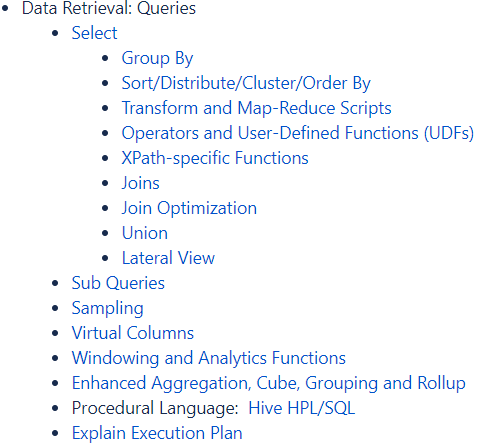 Data Retrieval: Queries
Select
Group By
Sort/Distribute/Cluster/Order By
Transform and Map-Reduce Scripts
Operators and User-Defined Functions (UDFs)
XPath-specific Functions
Joins
Join Optimization
Union
Lateral View
Sub Queries
Sampling
Virtual Columns
Windowing and Analytics Functions
Enhanced Aggregation, Cube, Grouping and Rollup
Procedural Language:  Hive HPL/SQL
Explain Execution Plan